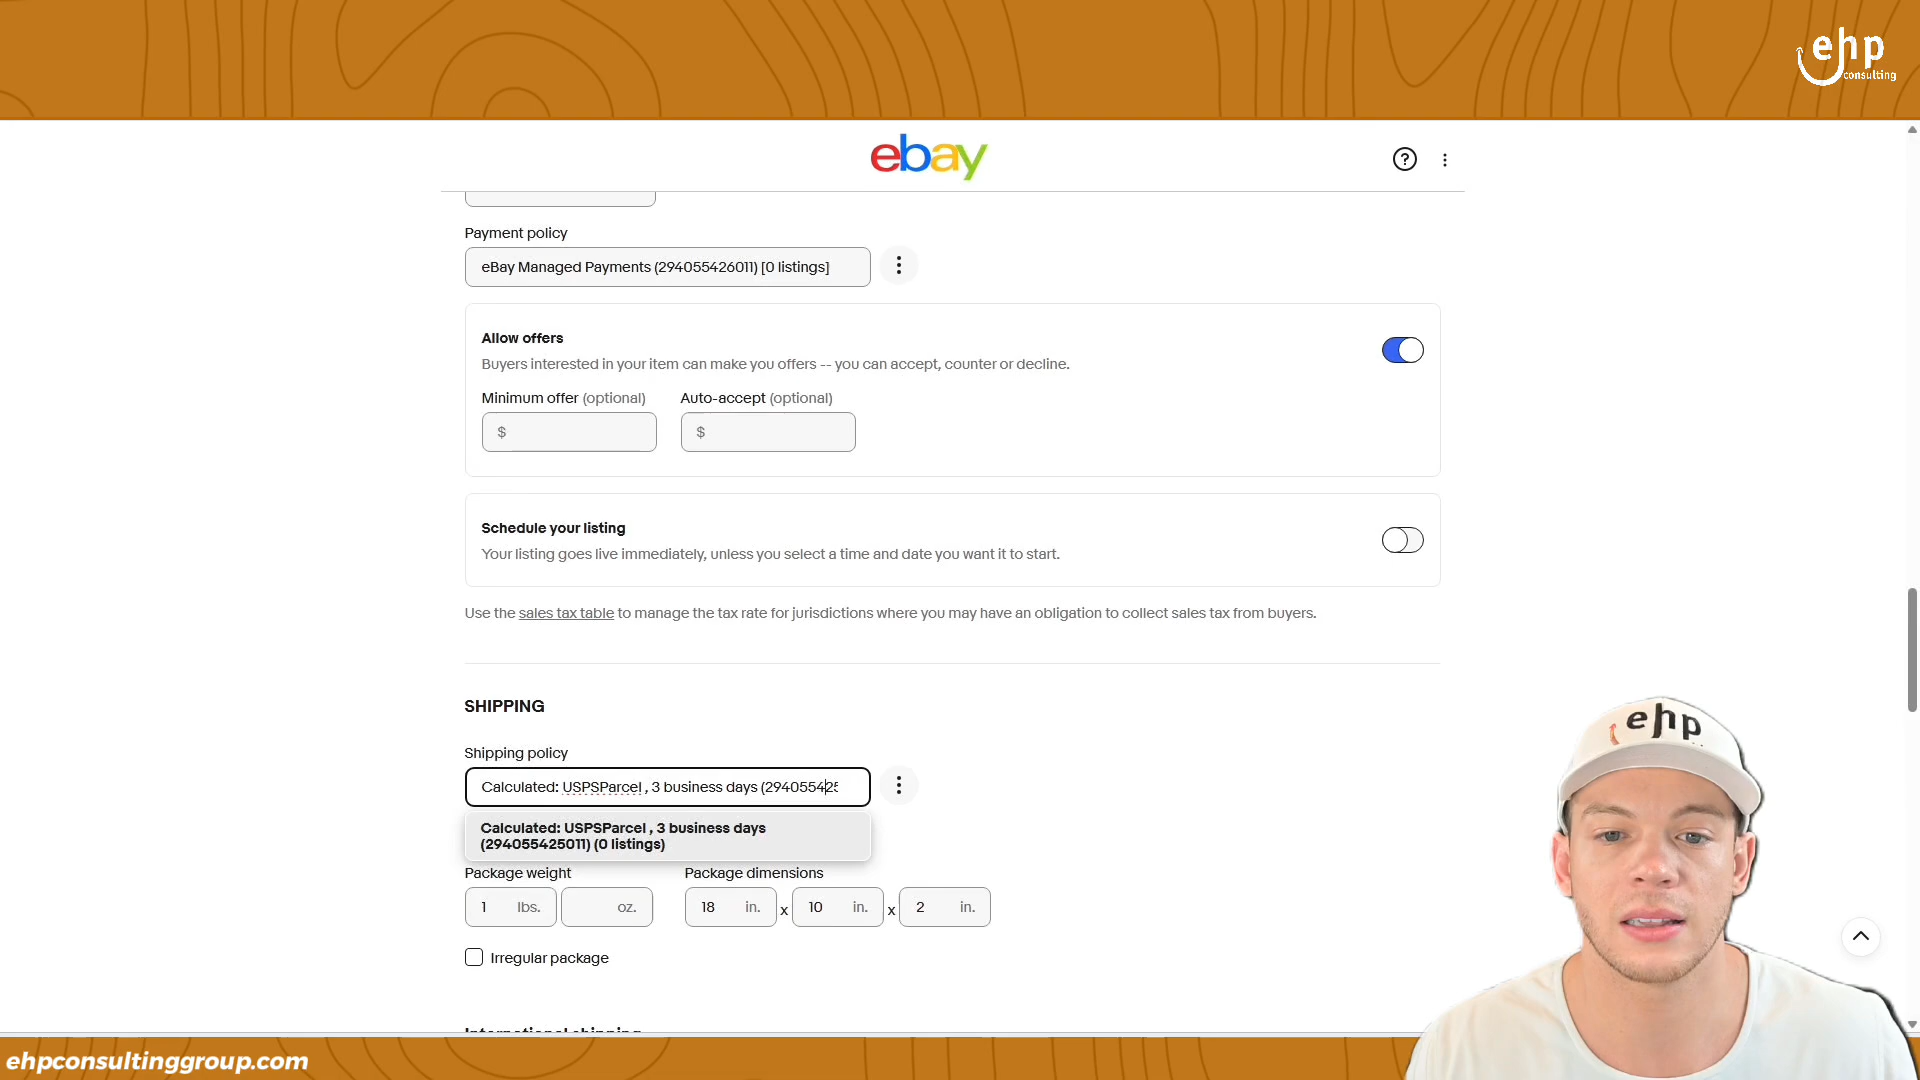 ehp
consulting
ebay
Payment policy
eBay Managed Payments (294055426011) [0 listings]
Allow offers
Buyers interested in your item can make you offers -- you can accept, counter or decline.
Minimum offer (optional) Auto-accept (optional)
$ $
Schedule your listing
Your listing goes live immediately, unless you select a time and date you want it to start.
Use the sales tax table to manage the tax rate for jurisdictions where you may have an obligation to collect sales tax from buyers.
SHIPPING
Shipping policy
Calculated: USPSParcel , 3 business days (29405542
Calculated: USPSParcel , 3 business days
(294055425011) (0 listings)
Package weight Package dimensions
1 lbs. oz. 18 in. x 10 in. x 2 in.
Irregular package
International shipping
ehp
ehpconsultinggroup.com